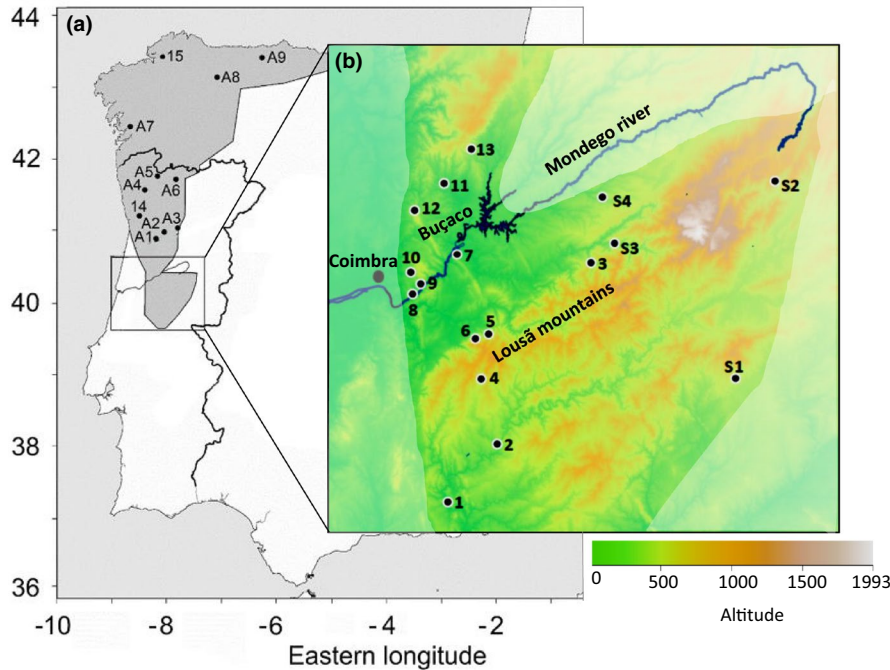 44
42
40
38
36
-10
-8
-6
-4
-2
Eastern longitude
(a)
15
A9
A8
A7
A5
A4
A6
14
A2
A3
A1
(b)
13
Mondego river
11
S2
12
S4
Buçaco
S3
Coimbra
10
7
3
9
8
Lousã mountains
5
6
S1
4
2
1
0
500
1000
1500
1993
Altitude